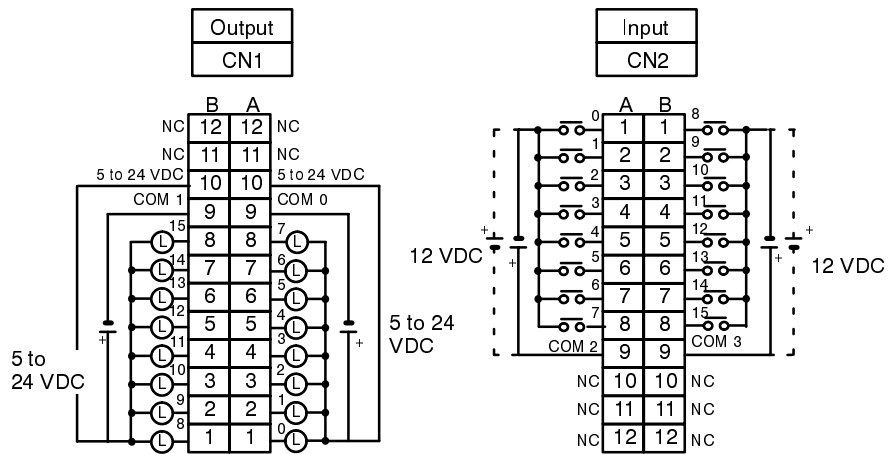 Output
CN1
Input
CN2
B A
NC 12 12 NC
NC 11 11 NC
5 to 24 VDC 10 10 5 to 24 VDC
COM 1 9 9 COM 0
15 L 8 8 L 7
14 L 7 7 L 6
13 L 6 6 L 5
12 L 5 5 L 4
11 L 4 4 L 3
10 L 3 3 L 2
9 L 2 2 L 1
8 L 1 1 L 0
+
5 to
24 VDC
+
5 to 24
VDC
A B
0 1 1 8
1 2 2 9
2 3 3 10
3 4 4 11
4 5 5 12
5 6 6 13
6 7 7 14
7 8 8 15
COM 2 9 9 COM 3
NC 10 10 NC
NC 11 11 NC
NC 12 12 NC
+
12 VDC
+
+
12 VDC
+